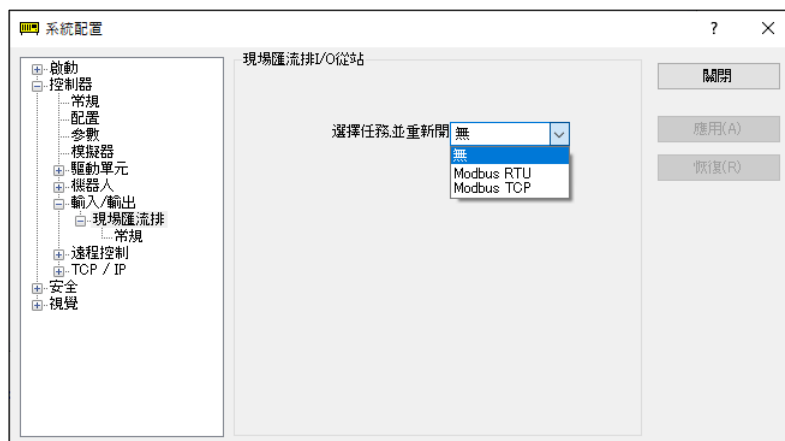 系統配置
啟動
控制器
常規
配置
參數
模擬器
驅動單元
機器人
輸入/輸出
現場匯流排
常規
遠程控制
TCP / IP
安全
視覺
現場匯流排I/O從站
選擇任務,並重新開
無
無
Modbus RTU
Modbus TCP
關閉
應用(A)
恢復(R)